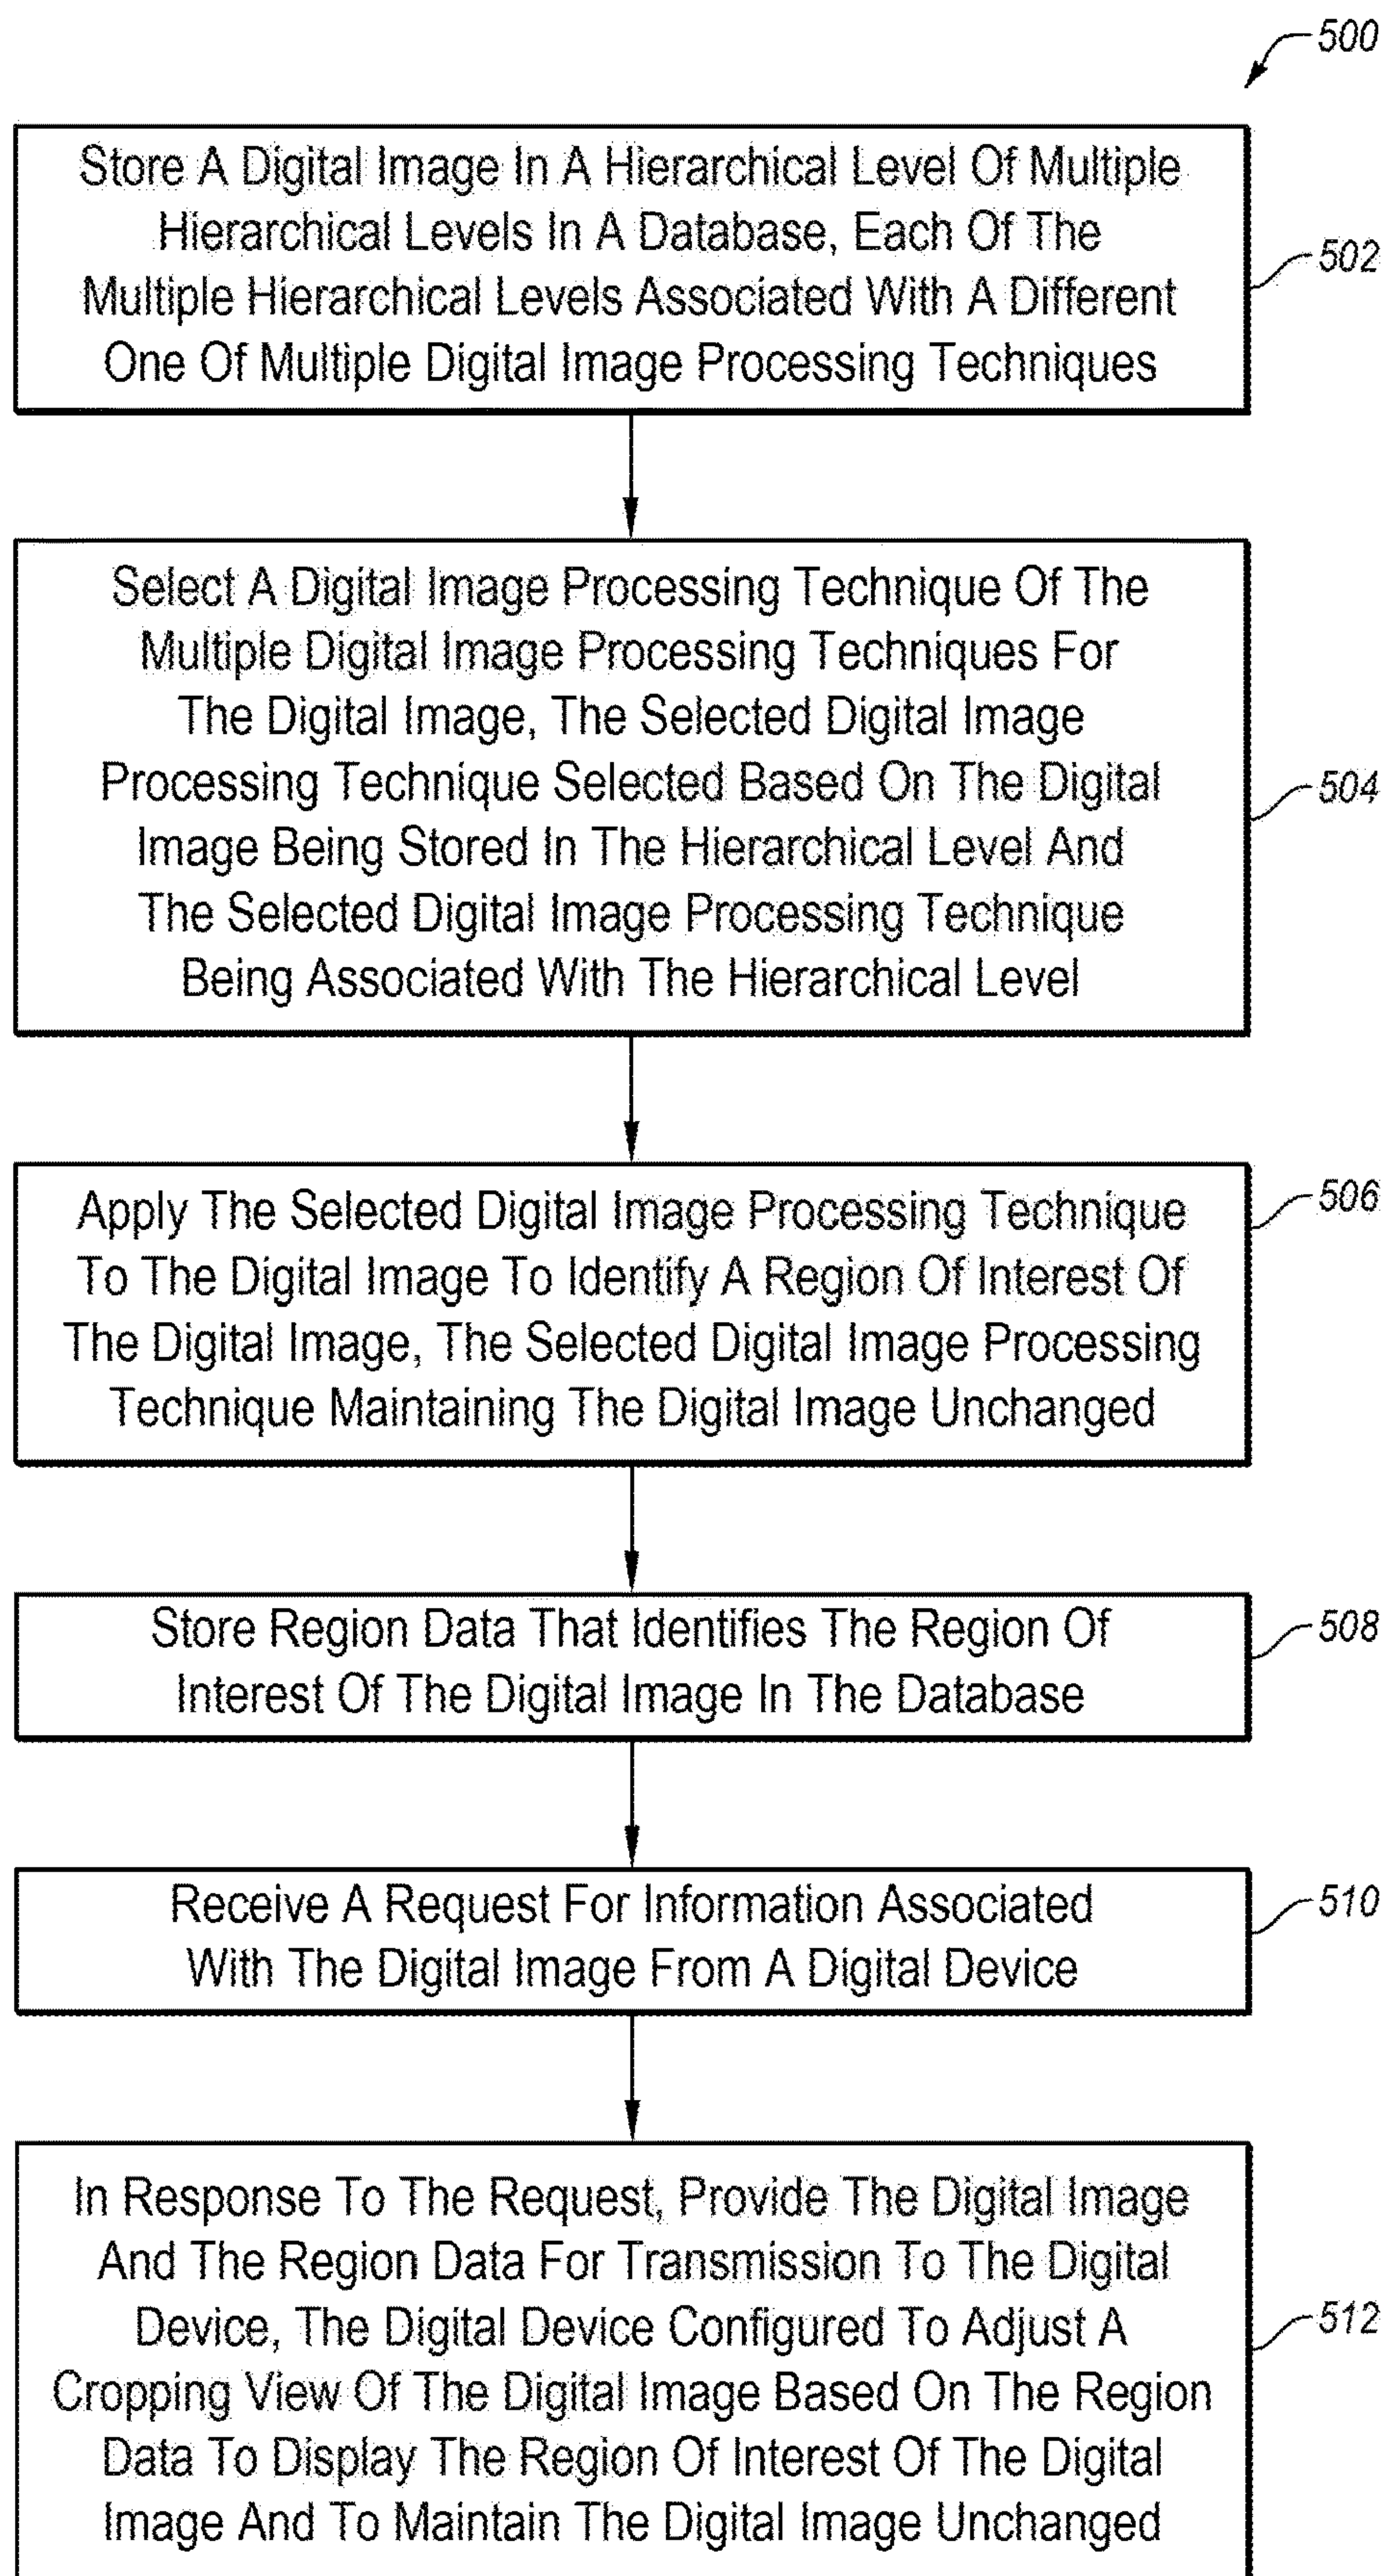 500
Store A Digital Image In A Hierarchical Level Of Multiple
Hierarchical Levels In A Database, Each Of The
Multiple Hierarchical Levels Associated With A Different
One Of Multiple Digital Image Processing Techniques
502
Select A Digital Image Processing Technique Of The
Multiple Digital Image Processing Techniques For
The Digital Image, The Selected Digital Image
Processing Technique Selected Based On The Digital
Image Being Stored In The Hierarchical Level And
The Selected Digital Image Processing Technique
Being Associated With The Hierarchical Level
504
Apply The Selected Digital Image Processing Technique
To The Digital Image To Identify A Region Of Interest Of
The Digital Image, The Selected Digital Image Processing
Technique Maintaining The Digital Image Unchanged
506
Store Region Data That Identifies The Region Of
Interest Of The Digital Image In The Database
508
Receive A Request For Information Associated
With The Digital Image From A Digital Device
510
In Response To The Request, Provide The Digital Image
And The Region Data For Transmission To The Digital
Device, The Digital Device Configured To Adjust A
Cropping View Of The Digital Image Based On The Region
Data To Display The Region Of Interest Of The Digital
Image And To Maintain The Digital Image Unchanged
512